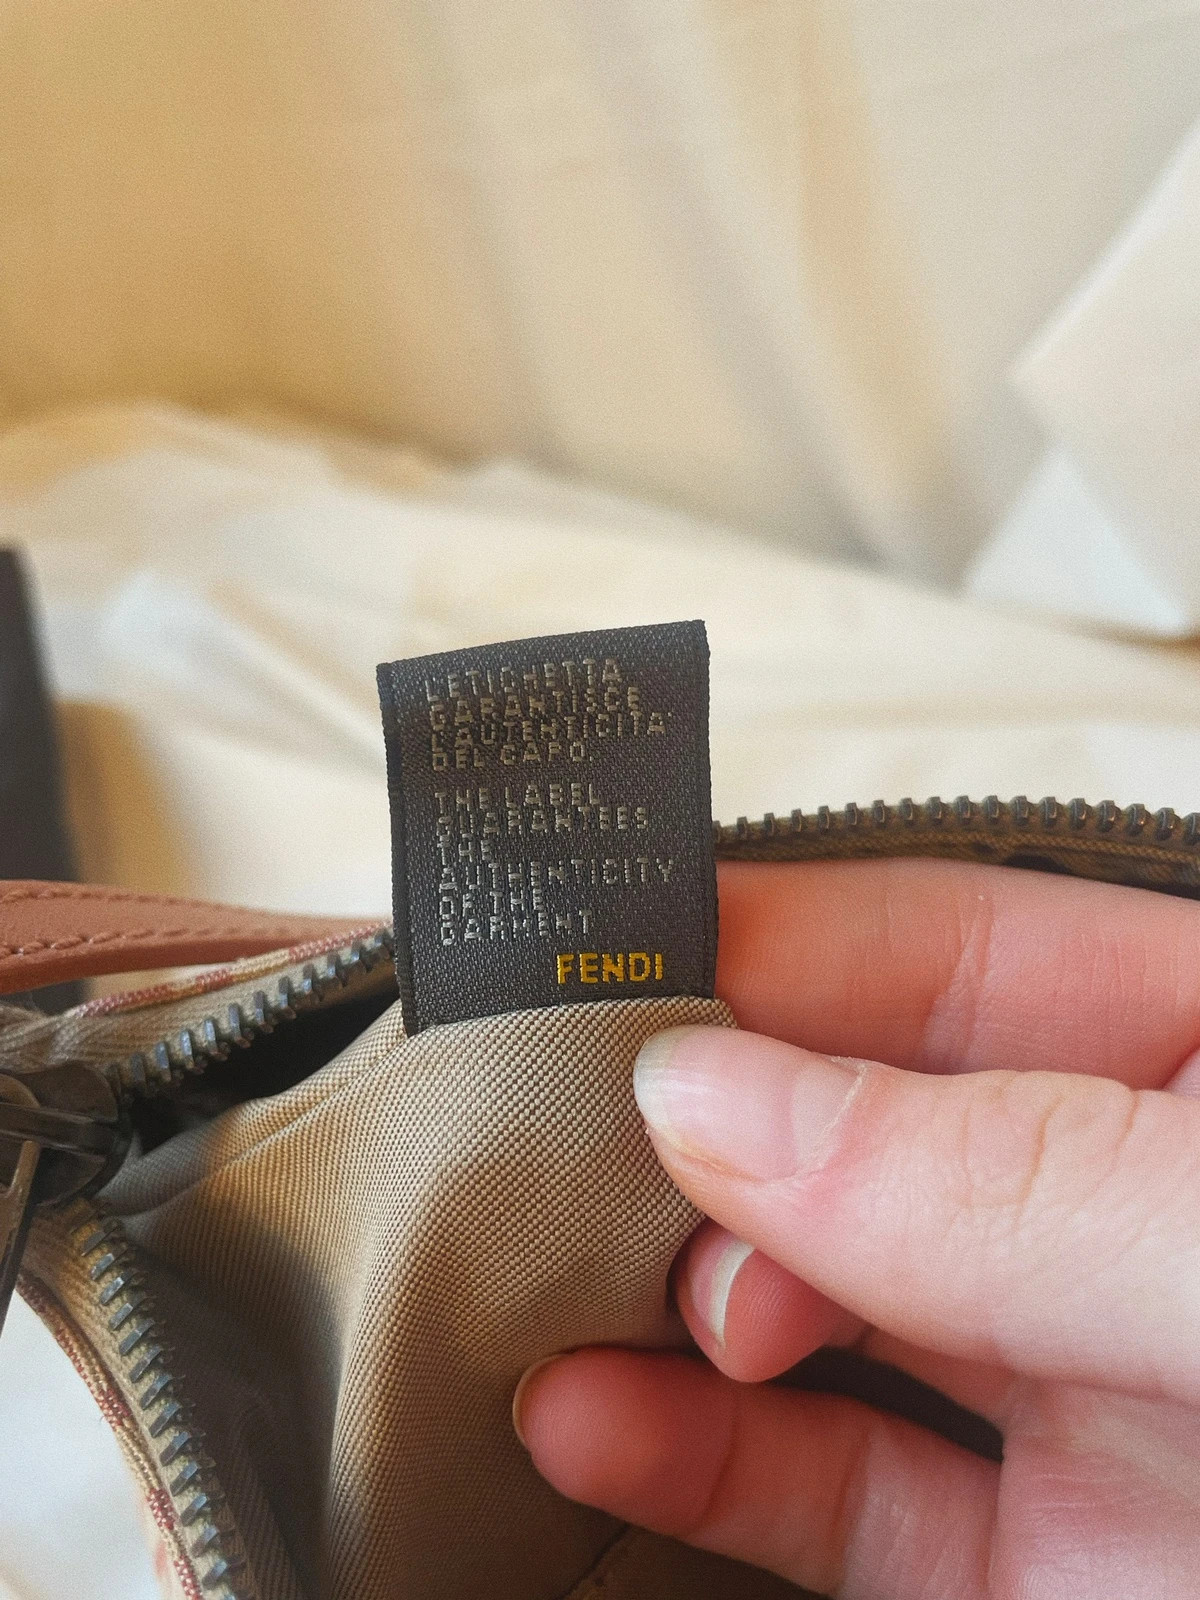 L'ETICHETTA
GARANTISCE
L'AUTENTICITA'
DEL CAPO.
THE LABEL
GUARANTEES
THE
AUTHENTICITY
OF THE
GARMENT
FENDI